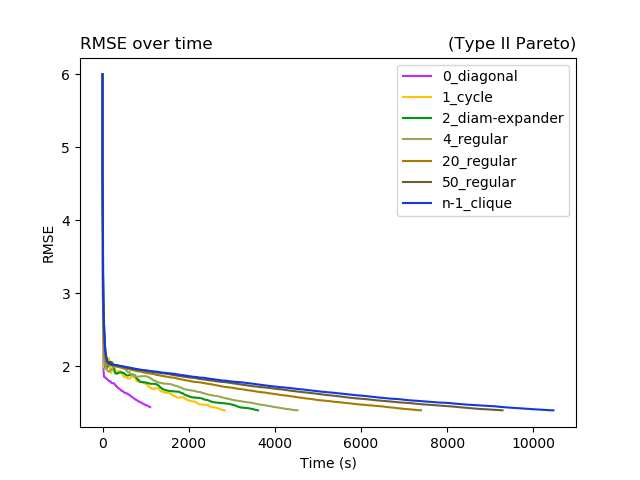 RMSE over time (Type II Pareto)
6
5
4
3
2
RMSE
0_diagonal
1_cycle
2_diam-expander
4_regular
20_regular
50_regular
n-1_clique
0 2000 4000 6000 8000 10000
Time (s)